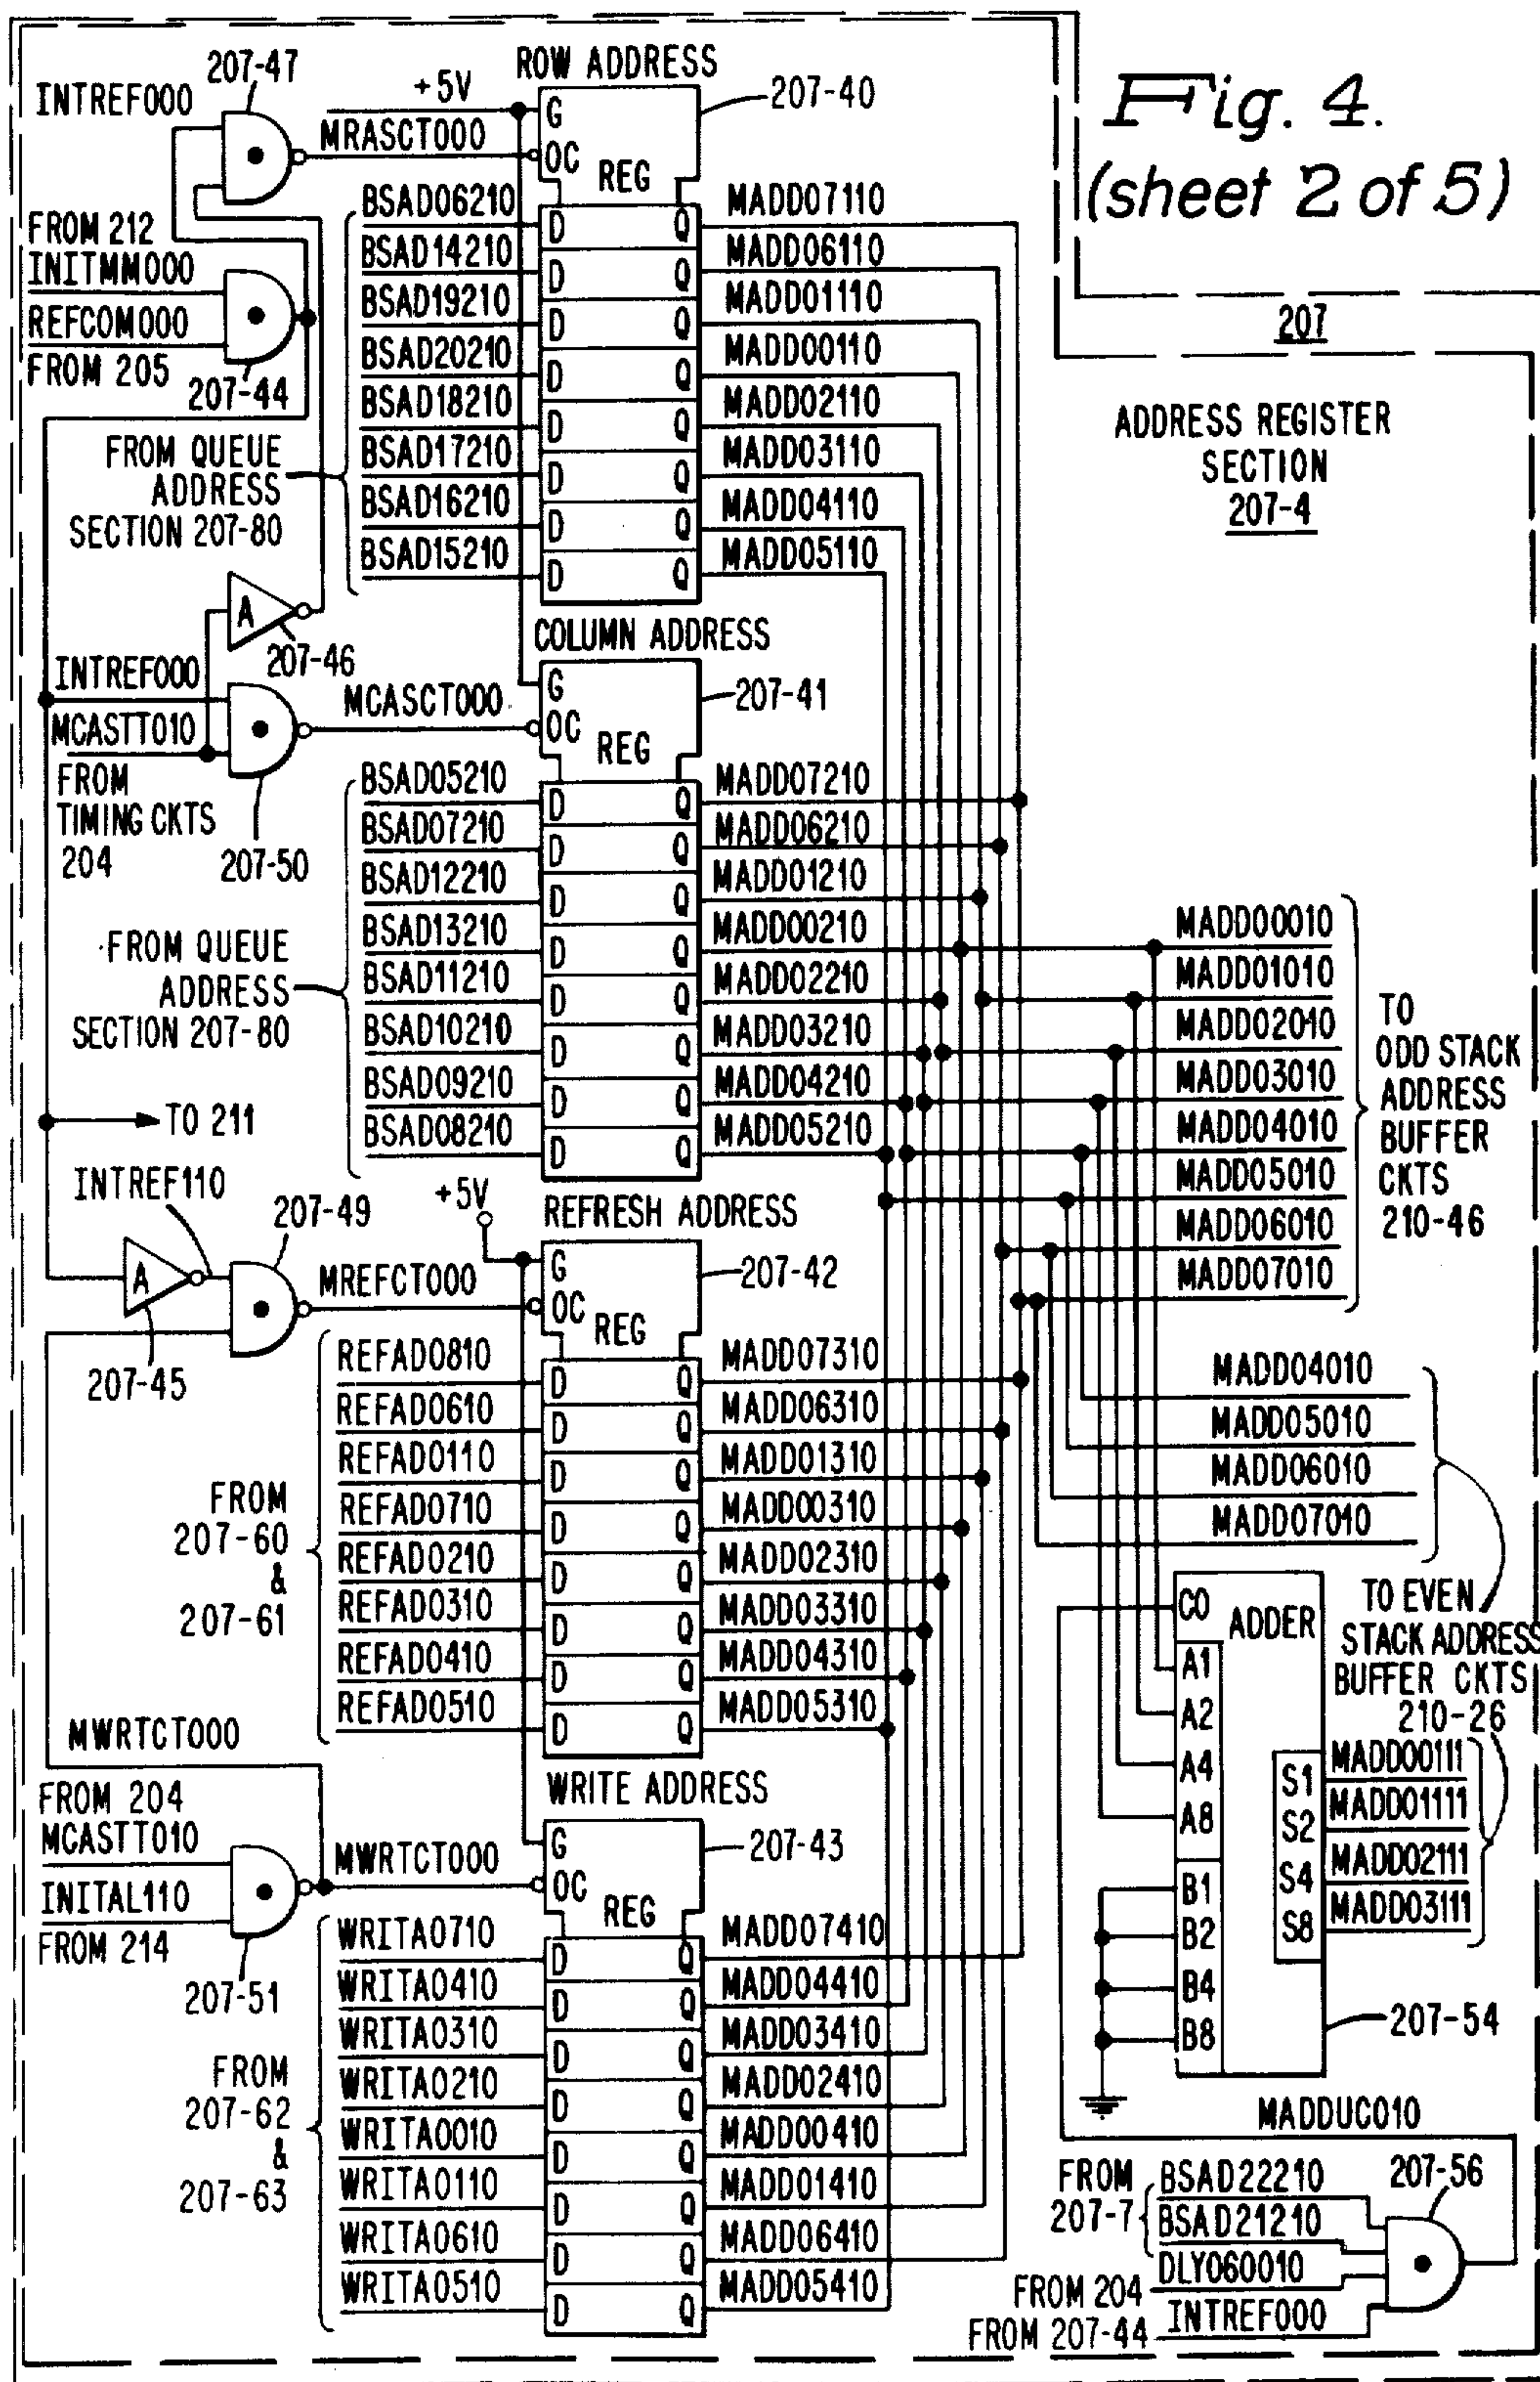 Fig. 4.
(sheet 2 of 5)
207
ADDRESS REGISTER
SECTION
207-4
207-47
INTREF000
+5V
MRASCT000
FROM 212
INITMM000
REFCOM000
FROM 205
207-44
FROM QUEUE
ADDRESS
SECTION 207-80
A
207-46
ROW ADDRESS
207-40
G
OC
REG
BSAD06210 D Q MADD07110
BSAD14210 D Q MADD06110
BSAD19210 D Q MADD01110
BSAD20210 D Q MADD00110
BSAD18210 D Q MADD02110
BSAD17210 D Q MADD03110
BSAD16210 D Q MADD04110
BSAD15210 D Q MADD05110
INTREF000
MCASTT010
FROM
TIMING CKTS
204
207-50
MCASCT000
COLUMN ADDRESS
207-41
G
OC
REG
FROM QUEUE
ADDRESS
SECTION 207-80
BSAD05210 D Q MADD07210
BSAD07210 D Q MADD06210
BSAD12210 D Q MADD01210
BSAD13210 D Q MADD00210
BSAD11210 D Q MADD02210
BSAD10210 D Q MADD03210
BSAD09210 D Q MADD04210
BSAD08210 D Q MADD05210
TO 211
MADD00010
MADD01010
MADD02010
MADD03010
MADD04010
MADD05010
MADD06010
MADD07010
TO
ODD STACK
ADDRESS
BUFFER
CKTS
210-46
INTREF110
A
207-45
207-49
+5V
MREFCT000
REFRESH ADDRESS
207-42
G
OC
REG
FROM
207-60
&
207-61
REFAD0810 D Q MADD07310
REFAD0610 D Q MADD06310
REFAD0110 D Q MADD01310
REFAD0710 D Q MADD00310
REFAD0210 D Q MADD02310
REFAD0310 D Q MADD03310
REFAD0410 D Q MADD04310
REFAD0510 D Q MADD05310
MADD04010
MADD05010
MADD06010
MADD07010
TO EVEN
STACK ADDRESS
BUFFER CKTS
210-26
C0
ADDER
A1
A2
A4
A8
B1
B2
B4
B8
S1 MADD00111
S2 MADD01111
S4 MADD02111
S8 MADD03111
207-54
MWRTCT000
FROM 204
MCASTT010
INITAL110
FROM 214
207-51
MWRTCT000
WRITE ADDRESS
207-43
G
OC
REG
FROM
207-62
&
207-63
WRITA0710 D Q MADD07410
WRITA0410 D Q MADD04410
WRITA0310 D Q MADD03410
WRITA0210 D Q MADD02410
WRITA0010 D Q MADD00410
WRITA0110 D Q MADD01410
WRITA0610 D Q MADD06410
WRITA0510 D Q MADD05410
MADDUC010
FROM
207-7
BSAD22210
BSAD21210
DLY060010
FROM 204
INTREF000
FROM 207-44
207-56